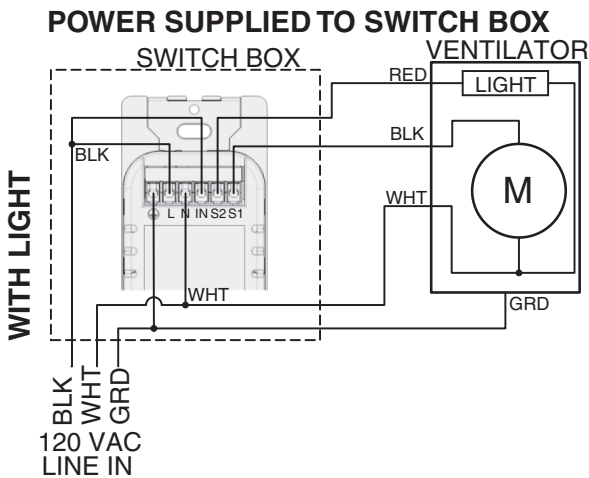 POWER SUPPLIED TO SWITCH BOX
SWITCH BOX
VENTILATOR
RED
LIGHT
BLK
BLK
WITH LIGHT
M
WHT
L N IN S2 S1
WHT
GRD
BLK
WHT
GRD
120 VAC
LINE IN